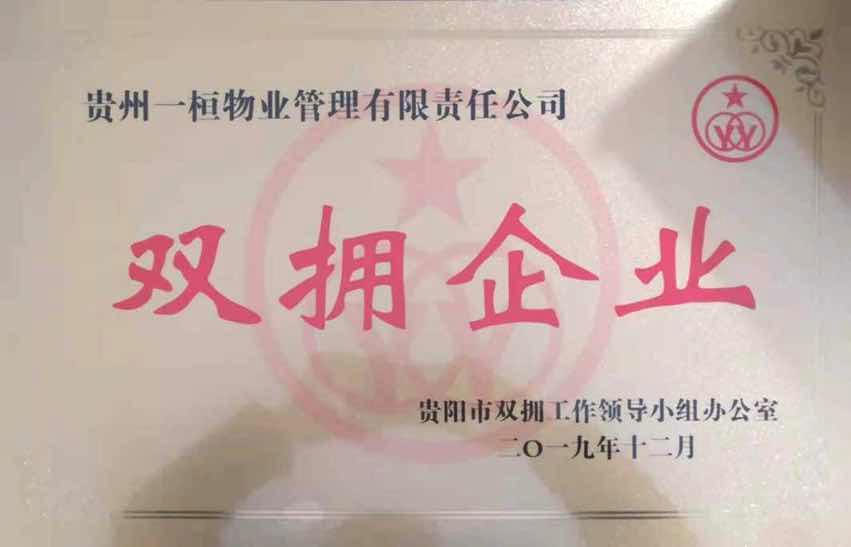 贵州一桓物业管理有限责任公司
双拥企业
贵阳市双拥工作领导小组办公室
二〇一九年十二月